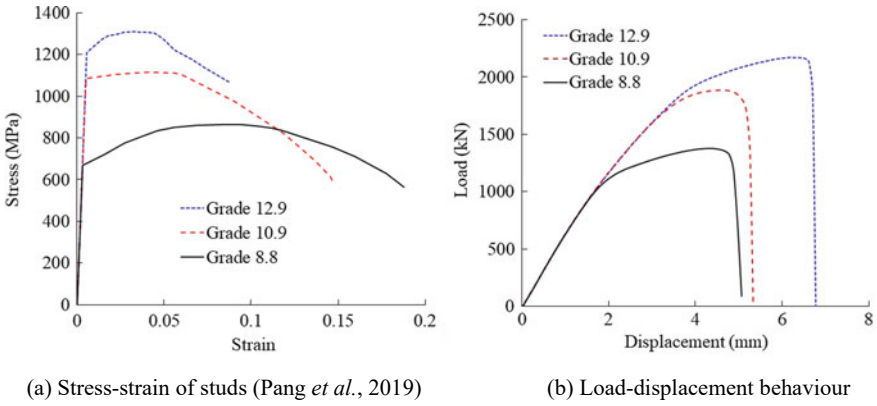 1400
1200
1000
800
600
400
200
0
Stress (MPa)
Grade 12.9
Grade 10.9
Grade 8.8
0
0.05
0.1
0.15
0.2
Strain
(a) Stress-strain of studs (Pang et al., 2019)
2500
2000
1500
1000
500
0
Load (kN)
Grade 12.9
Grade 10.9
Grade 8.8
0
2
4
6
8
Displacement (mm)
(b) Load-displacement behaviour